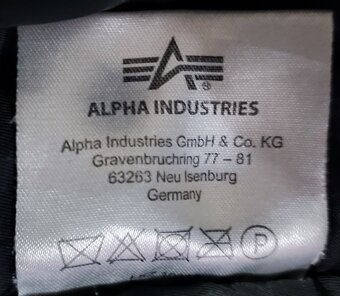 ALPHA INDUSTRIES
Alpha Industries GmbH & Co. KG
Gravenbruchring 77 – 81
63263 Neu Isenburg
Germany
P